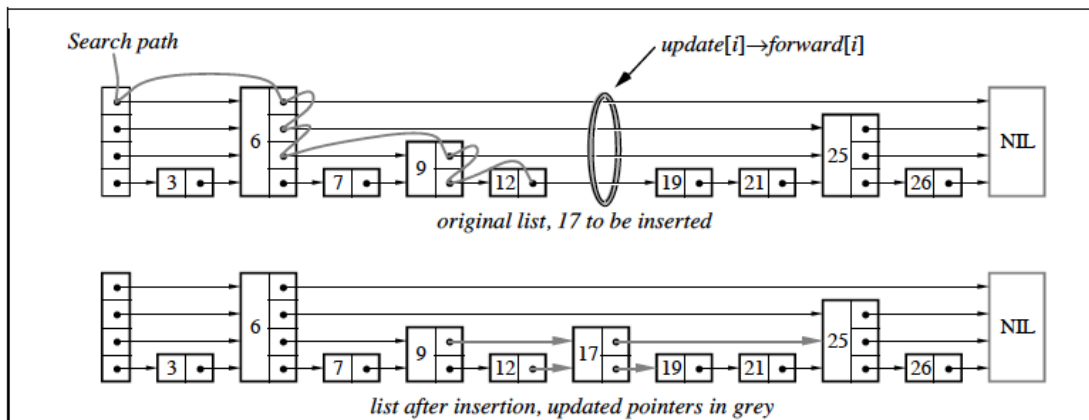 Search path
update[i]→forward[i]
6
NIL
25
9
3 7 12 19 21 26
original list, 17 to be inserted
6
NIL
25
9 17
3 7 12 19 21 26
list after insertion, updated pointers in grey